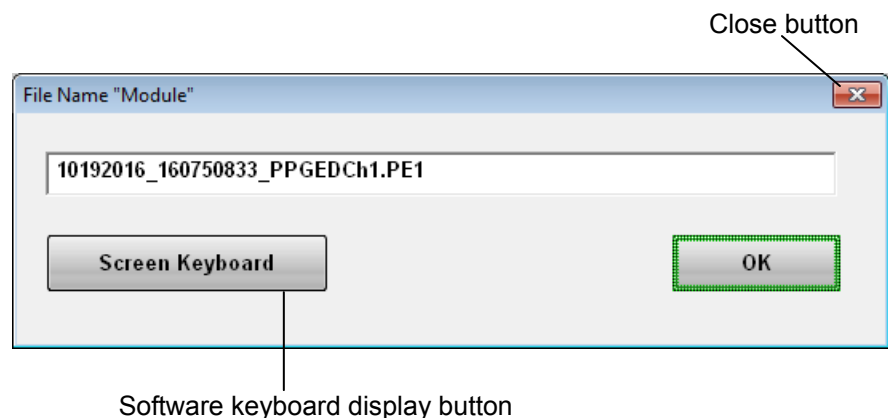 Close button
File Name "Module"
10192016_160750833_PPGEDCh1.PE1
Screen Keyboard
OK
Software keyboard display button